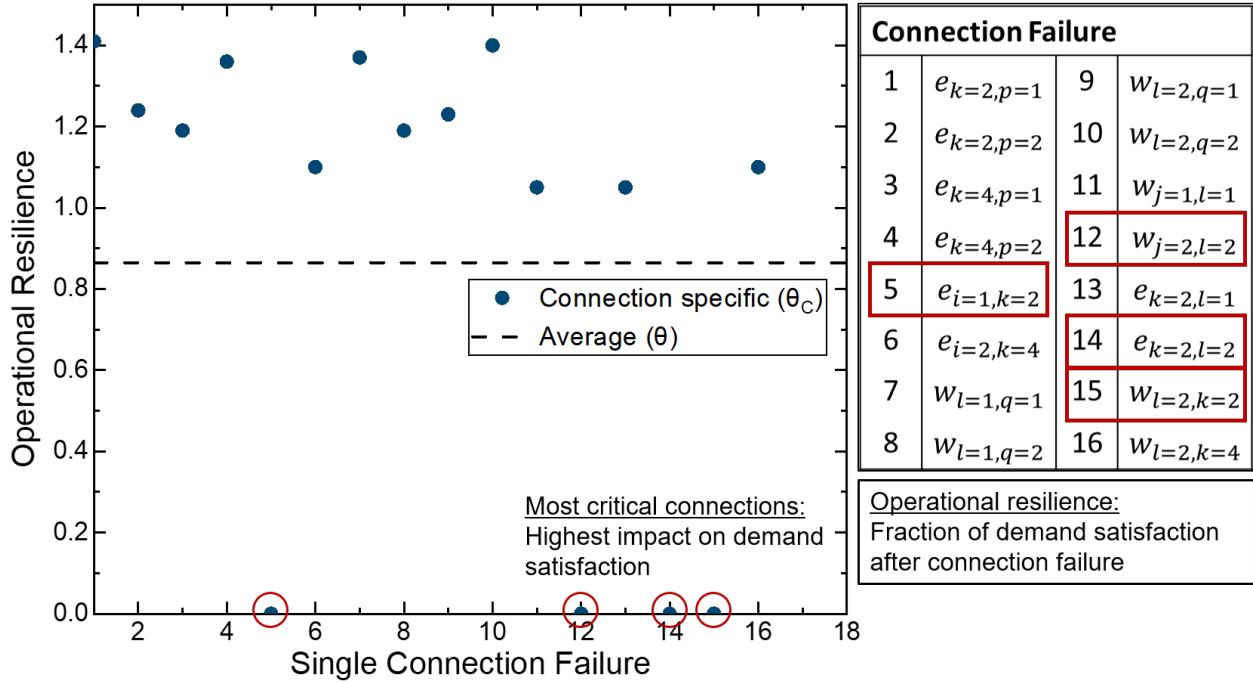 1.4
1.2
1.0
0.8
0.6
0.4
0.2
0.0
Operational Resilience
Connection specific (θ_C)
Average (θ)
Most critical connections:
Highest impact on demand
satisfaction
2 4 6 8 10 12 14 16 18
Single Connection Failure
Connection Failure
1 e_{k=2,p=1} 9 w_{l=2,q=1}
2 e_{k=2,p=2} 10 w_{l=2,q=2}
3 e_{k=4,p=1} 11 w_{j=1,l=1}
4 e_{k=4,p=2} 12 w_{j=2,l=2}
5 e_{i=1,k=2} 13 e_{k=2,l=1}
6 e_{i=2,k=4} 14 e_{k=2,l=2}
7 w_{l=1,q=1} 15 w_{l=2,k=2}
8 w_{l=1,q=2} 16 w_{l=2,k=4}
Operational resilience:
Fraction of demand satisfaction
after connection failure